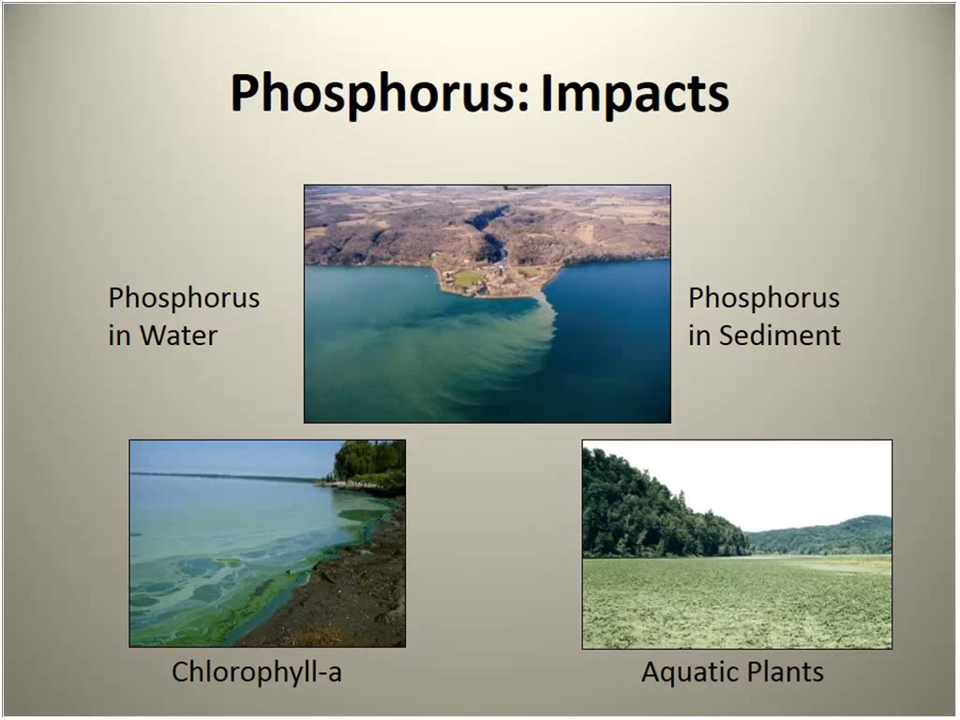 Phosphorus: Impacts
Phosphorus
in Water
Phosphorus
in Sediment
Chlorophyll-a
Aquatic Plants